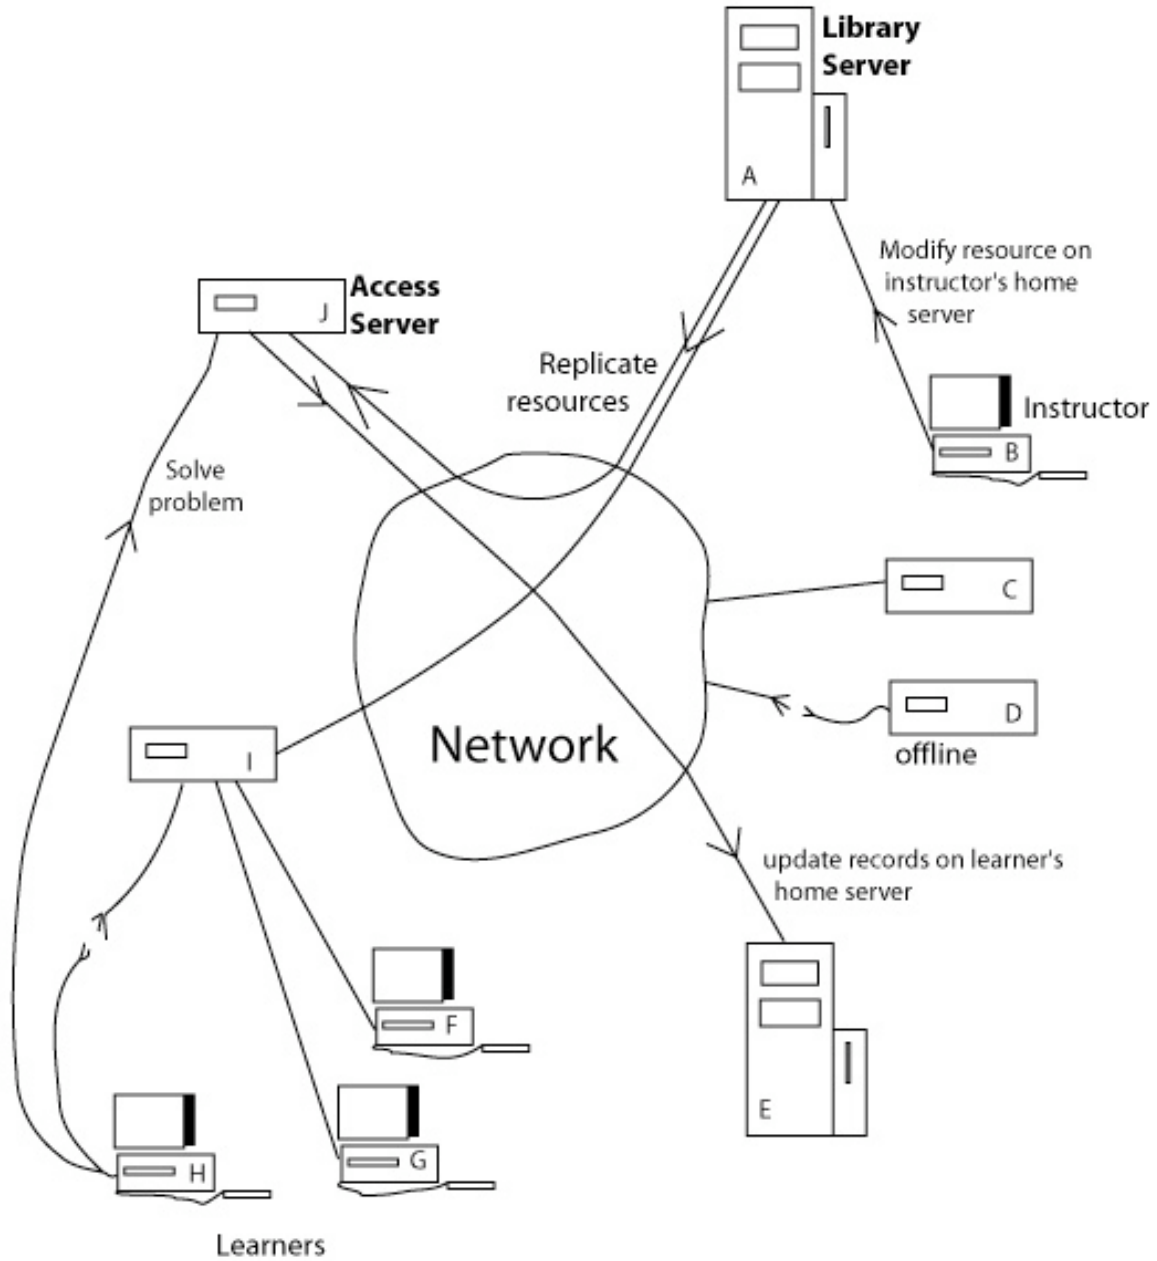 Library
Server
A
Modify resource on
instructor's home
server
Access
Server
J
Replicate
resources
Instructor
B
Solve
problem
C
D
offline
Network
I
update records on learner's
home server
F
E
G
H
Learners